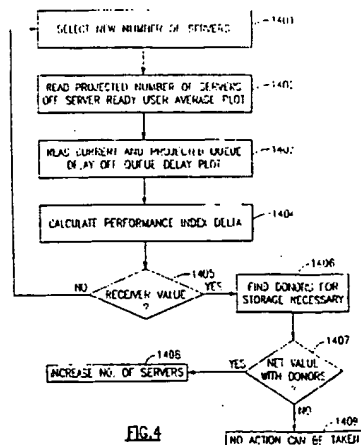 SELECT NEW NUMBER OF SERVERS
1401
READ PROJECTED NUMBER OF SERVERS
OFF SERVER READY USER AVERAGE PLOT
1402
READ CURRENT AND PROJECTED QUEUE
DELAY OFF QUEUE DELAY PLOT
1403
CALCULATE PERFORMANCE INDEX DELTA
1404
1405
RECEIVER VALUE
?
NO
YES
1406
FIND DONORS FOR
STORAGE NECESSARY
1407
NET VALUE
WITH DONORS
?
YES
NO
1408
INCREASE NO. OF SERVERS
1409
NO ACTION CAN BE TAKEN
FIG.4